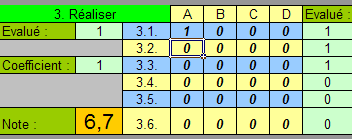 3. Réaliser A B C D Evalué :
Evalué : 1 3.1. 1 0 0 0 1
3.2. 0 0 0 0 1
Coefficient : 1 3.3. 0 0 0 0 1
3.4. 0 0 0 0 0
3.5. 0 0 0 0 0
Note : 6,7 3.6. 0 0 0 0 0